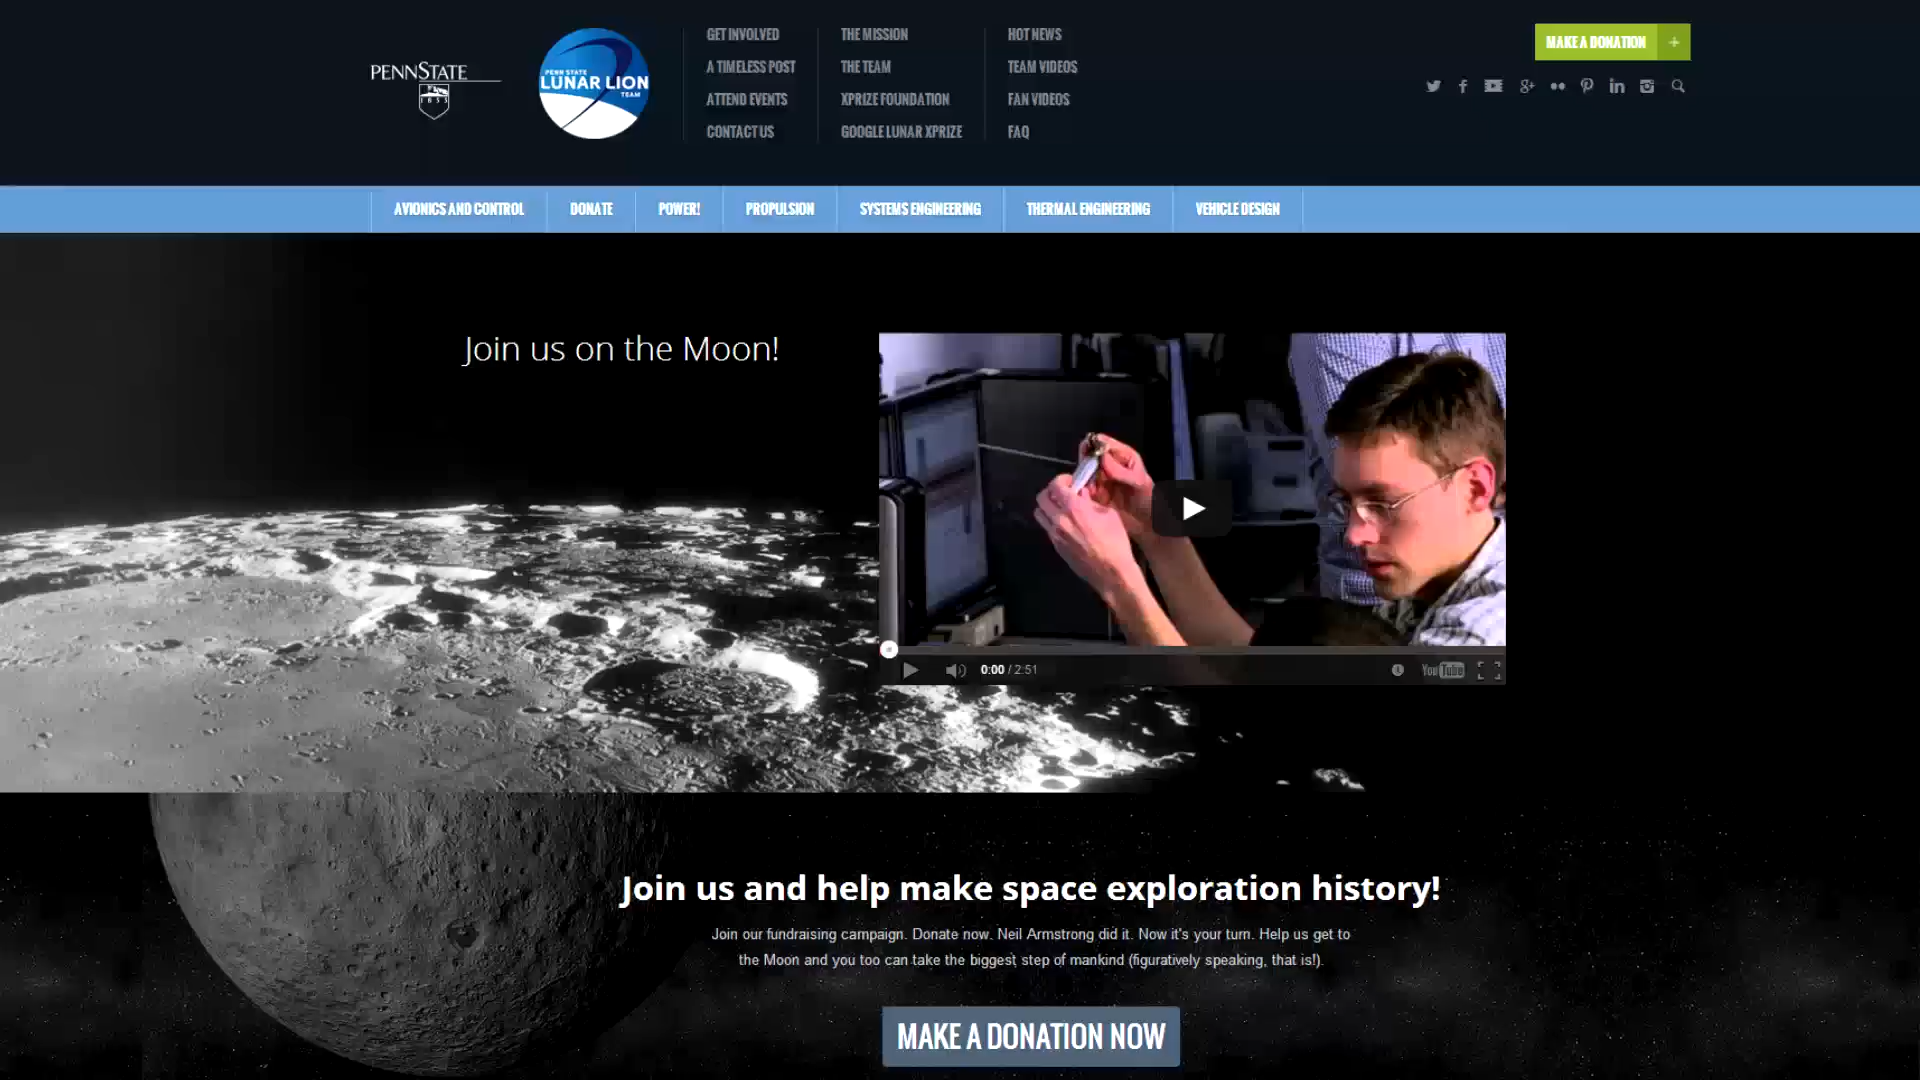 PENNSTATE
1855
PENN STATE
LUNAR LION
TEAM
GET INVOLVED
A TIMELESS POST
ATTEND EVENTS
CONTACT US
THE MISSION
THE TEAM
XPRIZE FOUNDATION
GOOGLE LUNAR XPRIZE
HOT NEWS
TEAM VIDEOS
FAN VIDEOS
FAQ
MAKE A DONATION +
AVIONICS AND CONTROL DONATE POWER! PROPULSION SYSTEMS ENGINEERING THERMAL ENGINEERING VEHICLE DESIGN
Join us on the Moon!
0:00 / 2:51
YouTube
Join us and help make space exploration history!
Join our fundraising campaign. Donate now. Neil Armstrong did it. Now it's your turn. Help us get to
the Moon and you too can take the biggest step of mankind (figuratively speaking, that is!).
MAKE A DONATION NOW